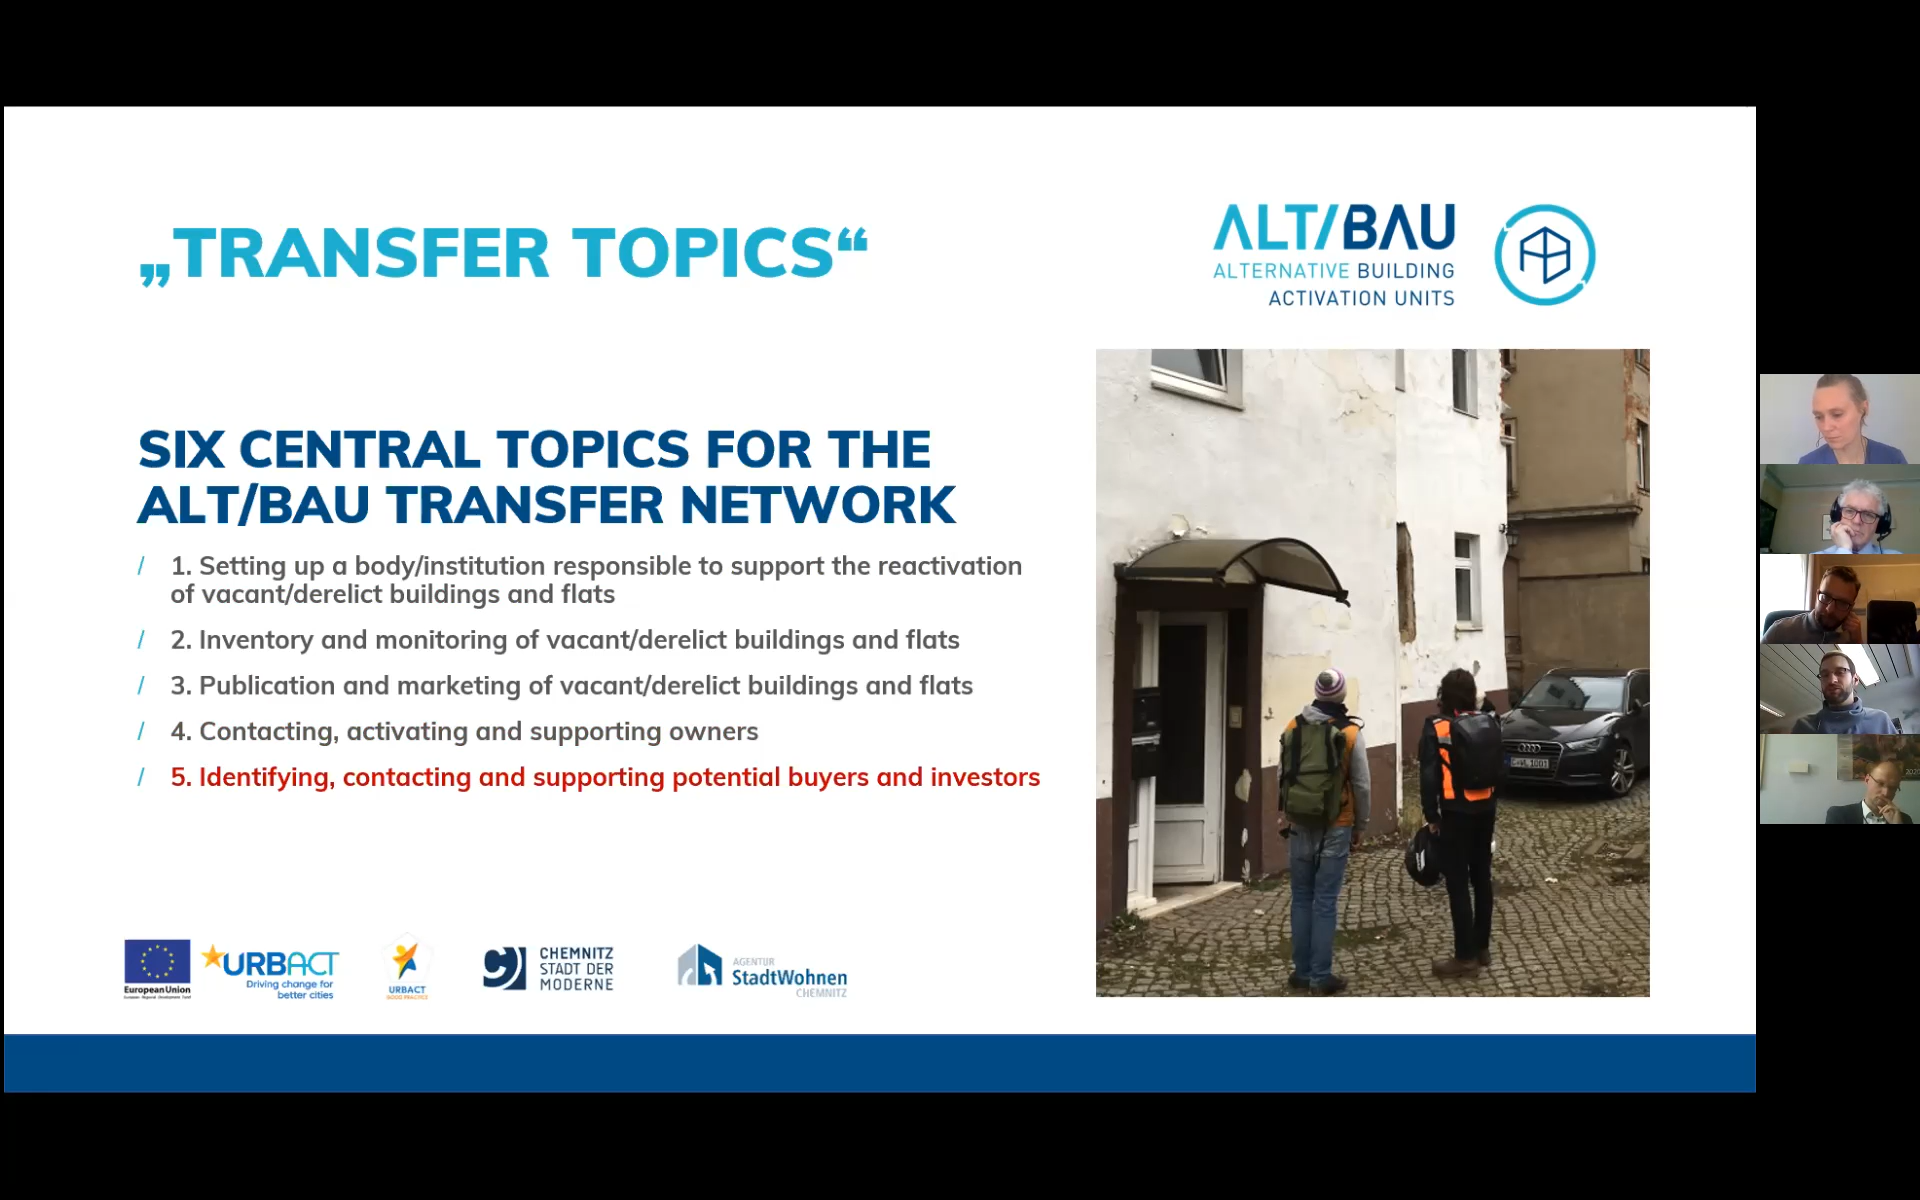 „TRANSFER TOPICS“
ALT/BAU
ALTERNATIVE BUILDING
ACTIVATION UNITS
SIX CENTRAL TOPICS FOR THE
ALT/BAU TRANSFER NETWORK
/ 1. Setting up a body/institution responsible to support the reactivation
of vacant/derelict buildings and flats
/ 2. Inventory and monitoring of vacant/derelict buildings and flats
/ 3. Publication and marketing of vacant/derelict buildings and flats
/ 4. Contacting, activating and supporting owners
/ 5. Identifying, contacting and supporting potential buyers and investors
European Union
URBACT
Driving change for
better cities
URBACT
GOOD PRACTICE
CHEMNITZ
STADT DER
MODERNE
AGENTUR
StadtWohnen
CHEMNITZ